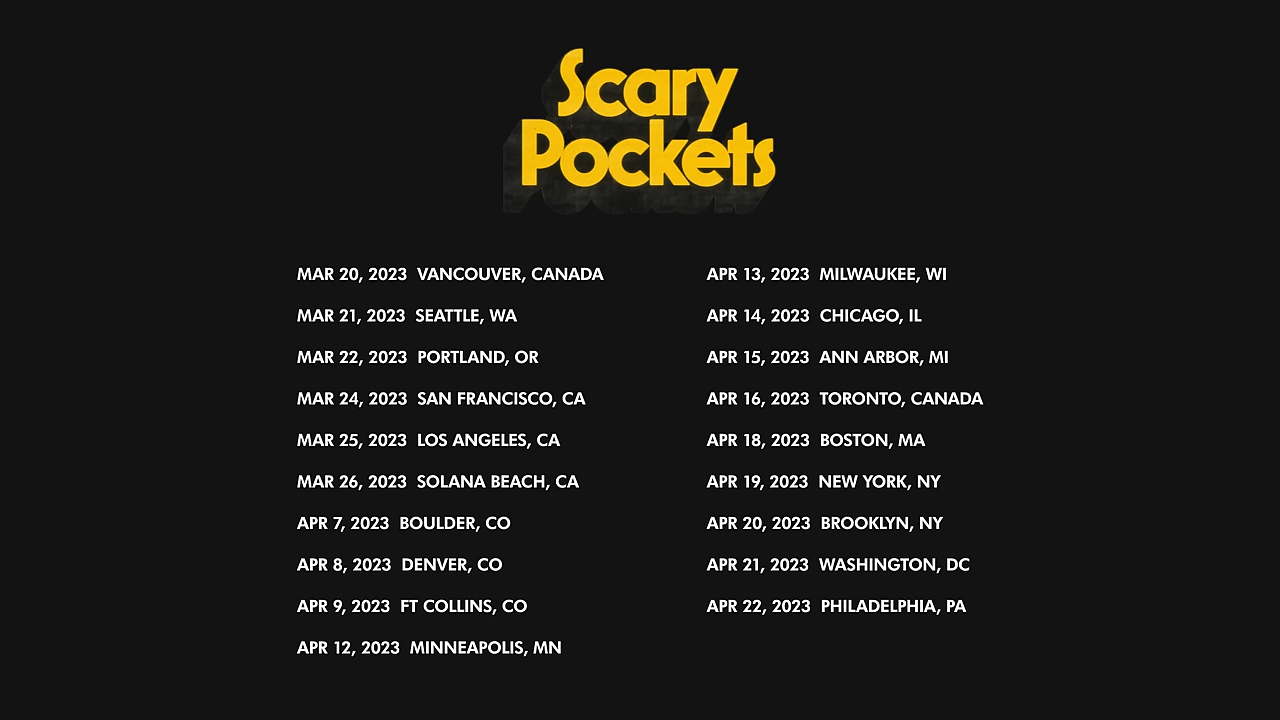 Scary
Pockets
MAR 20, 2023 VANCOUVER, CANADA
MAR 21, 2023 SEATTLE, WA
MAR 22, 2023 PORTLAND, OR
MAR 24, 2023 SAN FRANCISCO, CA
MAR 25, 2023 LOS ANGELES, CA
MAR 26, 2023 SOLANA BEACH, CA
APR 7, 2023 BOULDER, CO
APR 8, 2023 DENVER, CO
APR 9, 2023 FT COLLINS, CO
APR 12, 2023 MINNEAPOLIS, MN
APR 13, 2023 MILWAUKEE, WI
APR 14, 2023 CHICAGO, IL
APR 15, 2023 ANN ARBOR, MI
APR 16, 2023 TORONTO, CANADA
APR 18, 2023 BOSTON, MA
APR 19, 2023 NEW YORK, NY
APR 20, 2023 BROOKLYN, NY
APR 21, 2023 WASHINGTON, DC
APR 22, 2023 PHILADELPHIA, PA